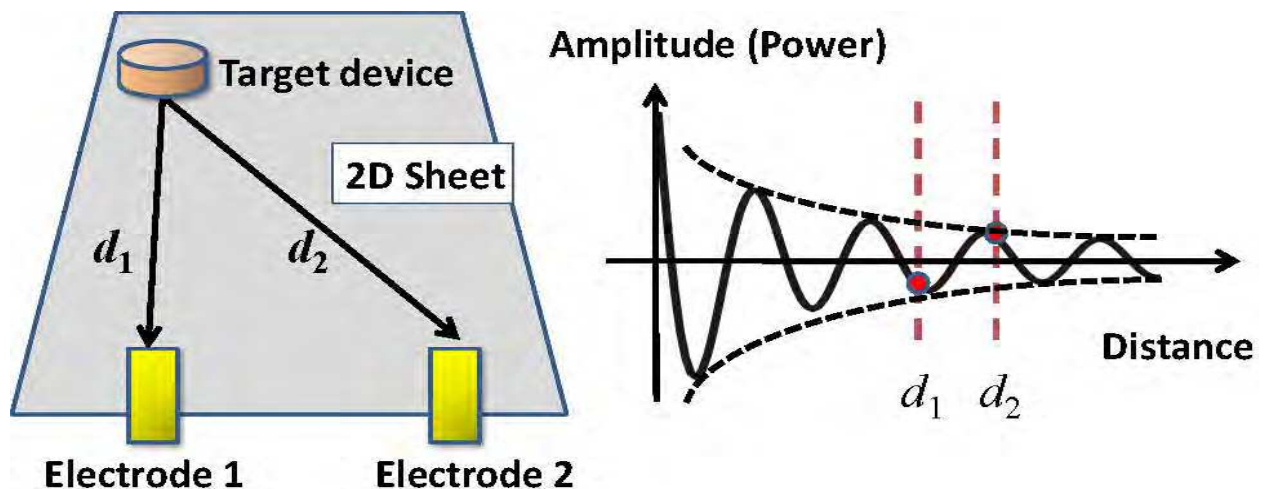 Target device
2D Sheet
d1
d2
Electrode 1
Electrode 2
Amplitude (Power)
Distance
d1
d2